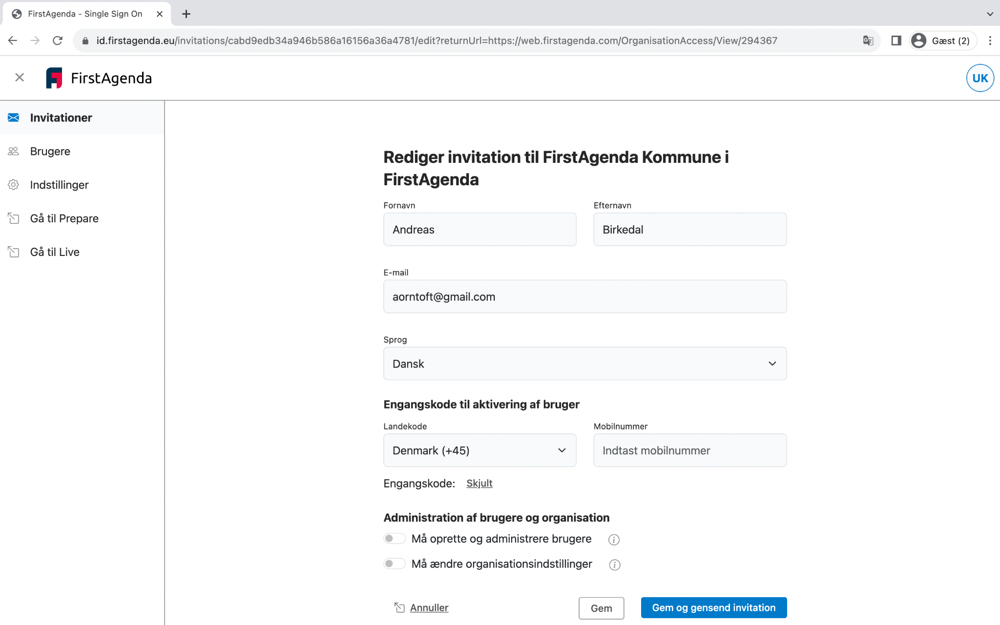 FirstAgenda - Single Sign On
id.firstagenda.eu/invitations/cabd9edb34a946b586a16156a36a4781/edit?returnUrl=https://web.firstagenda.com/OrganisationAccess/View/294367
Gæst (2)
FirstAgenda
UK
Invitationer
Brugere
Indstillinger
Gå til Prepare
Gå til Live
Rediger invitation til FirstAgenda Kommune i
FirstAgenda
Fornavn
Efternavn
Andreas
Birkedal
E-mail
aorntoft@gmail.com
Sprog
Dansk
Engangskode til aktivering af bruger
Landekode
Mobilnummer
Denmark (+45)
Indtast mobilnummer
Engangskode: Skjult
Administration af brugere og organisation
Må oprette og administrere brugere
Må ændre organisationsindstillinger
Annuller
Gem
Gem og gensend invitation